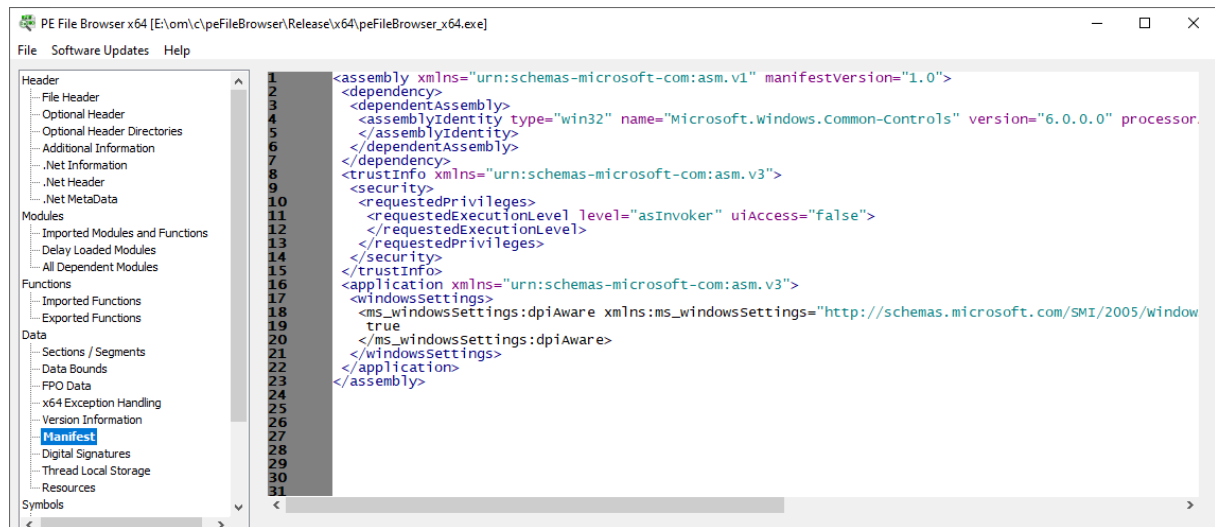 PE File Browser x64 [E:\om\c\peFileBrowser\Release\x64\peFileBrowser_x64.exe]
File Software Updates Help
Header
File Header
Optional Header
Optional Header Directories
Additional Information
.Net Information
.Net Header
.Net MetaData
Modules
Imported Modules and Functions
Delay Loaded Modules
All Dependent Modules
Functions
Imported Functions
Exported Functions
Data
Sections / Segments
Data Bounds
FPO Data
x64 Exception Handling
Version Information
Manifest
Digital Signatures
Thread Local Storage
Resources
Symbols
1 <assembly xmlns="urn:schemas-microsoft-com:asm.v1" manifestVersion="1.0">
2 <dependency>
3 <dependentAssembly>
4 <assemblyIdentity type="win32" name="Microsoft.Windows.Common-Controls" version="6.0.0.0" processor
5 </assemblyIdentity>
6 </dependentAssembly>
7 </dependency>
8 <trustInfo xmlns="urn:schemas-microsoft-com:asm.v3">
9 <security>
10 <requestedPrivileges>
11 <requestedExecutionLevel level="asInvoker" uiAccess="false">
12 </requestedExecutionLevel>
13 </requestedPrivileges>
14 </security>
15 </trustInfo>
16 <application xmlns="urn:schemas-microsoft-com:asm.v3">
17 <windowsSettings>
18 <ms_windowsSettings:dpiAware xmlns:ms_windowsSettings="http://schemas.microsoft.com/SMI/2005/Window
19 true
20 </ms_windowsSettings:dpiAware>
21 </windowsSettings>
22 </application>
23 </assembly>
24
25
26
27
28
29
30
31